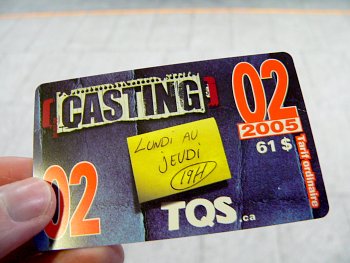 CASTING
LUNDI AU
JEUDI
19H
TQS.ca
02
2005
61 $
Tarif ordinaire
02